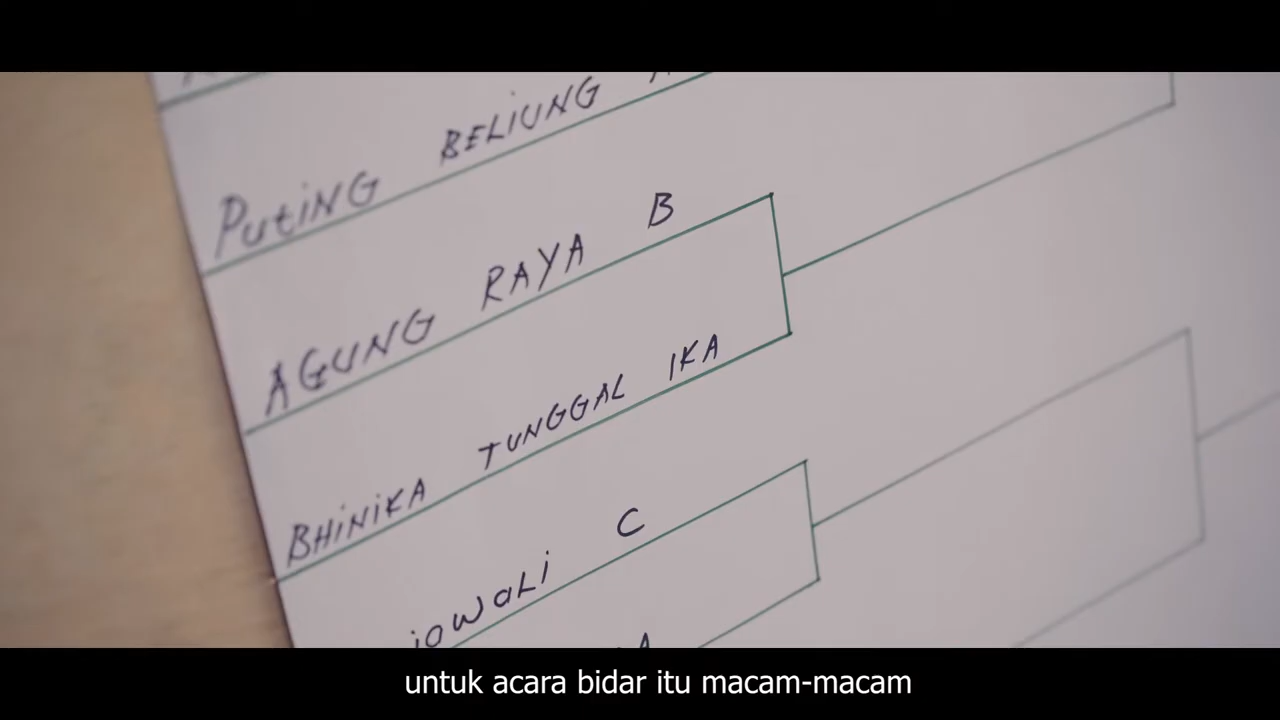 PUtiNG BELiUNG
AGUNG RAYA B
BHiNiKA TUNGGAL IKA
C
untuk acara bidar itu macam-macam